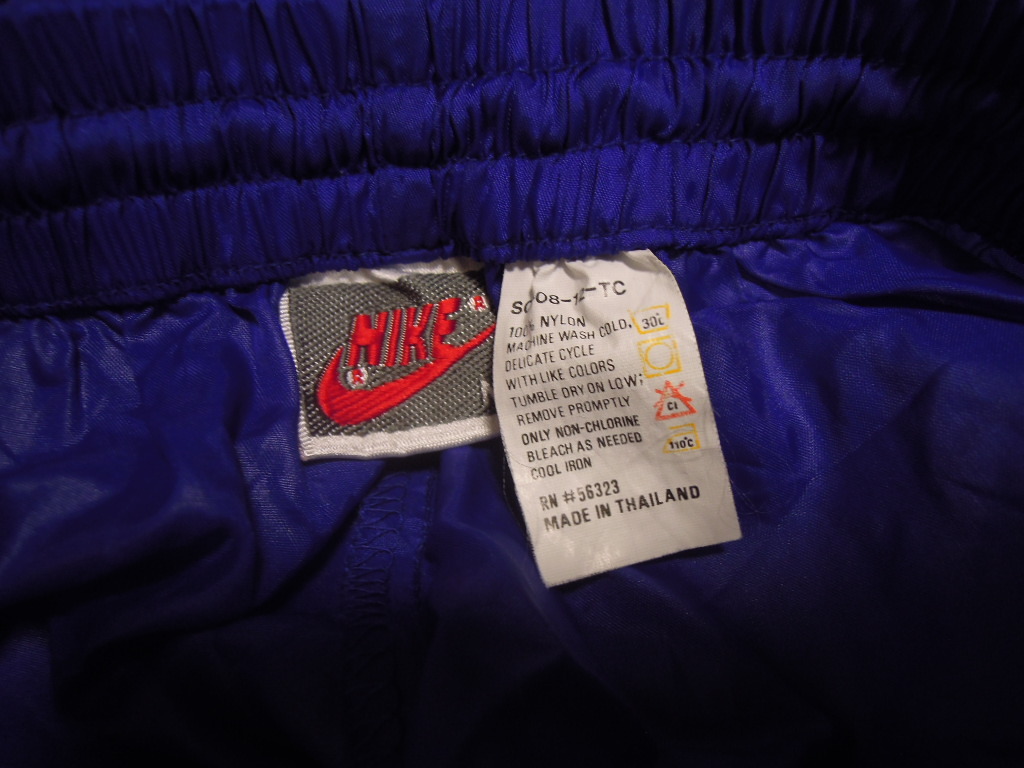 NIKE ®
®
100% NYLON
MACHINE WASH COLD,
DELICATE CYCLE
WITH LIKE COLORS
TUMBLE DRY ON LOW;
REMOVE PROMPTLY
ONLY NON-CHLORINE
BLEACH AS NEEDED
COOL IRON
30°C
Cl
110°C
RN #56323
MADE IN THAILAND